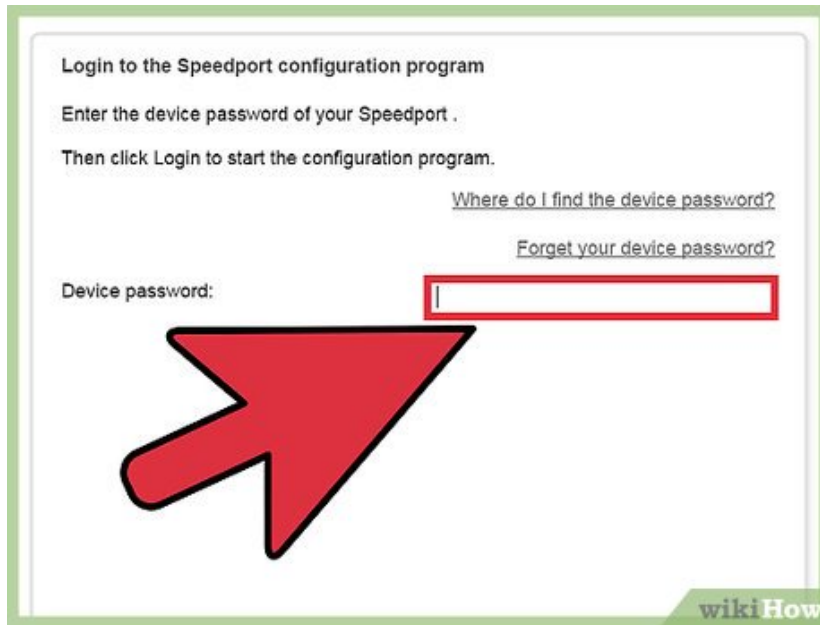 Login to the Speedport configuration program
Enter the device password of your Speedport .
Then click Login to start the configuration program.
Where do I find the device password?
Forget your device password?
Device password:
wikiHow